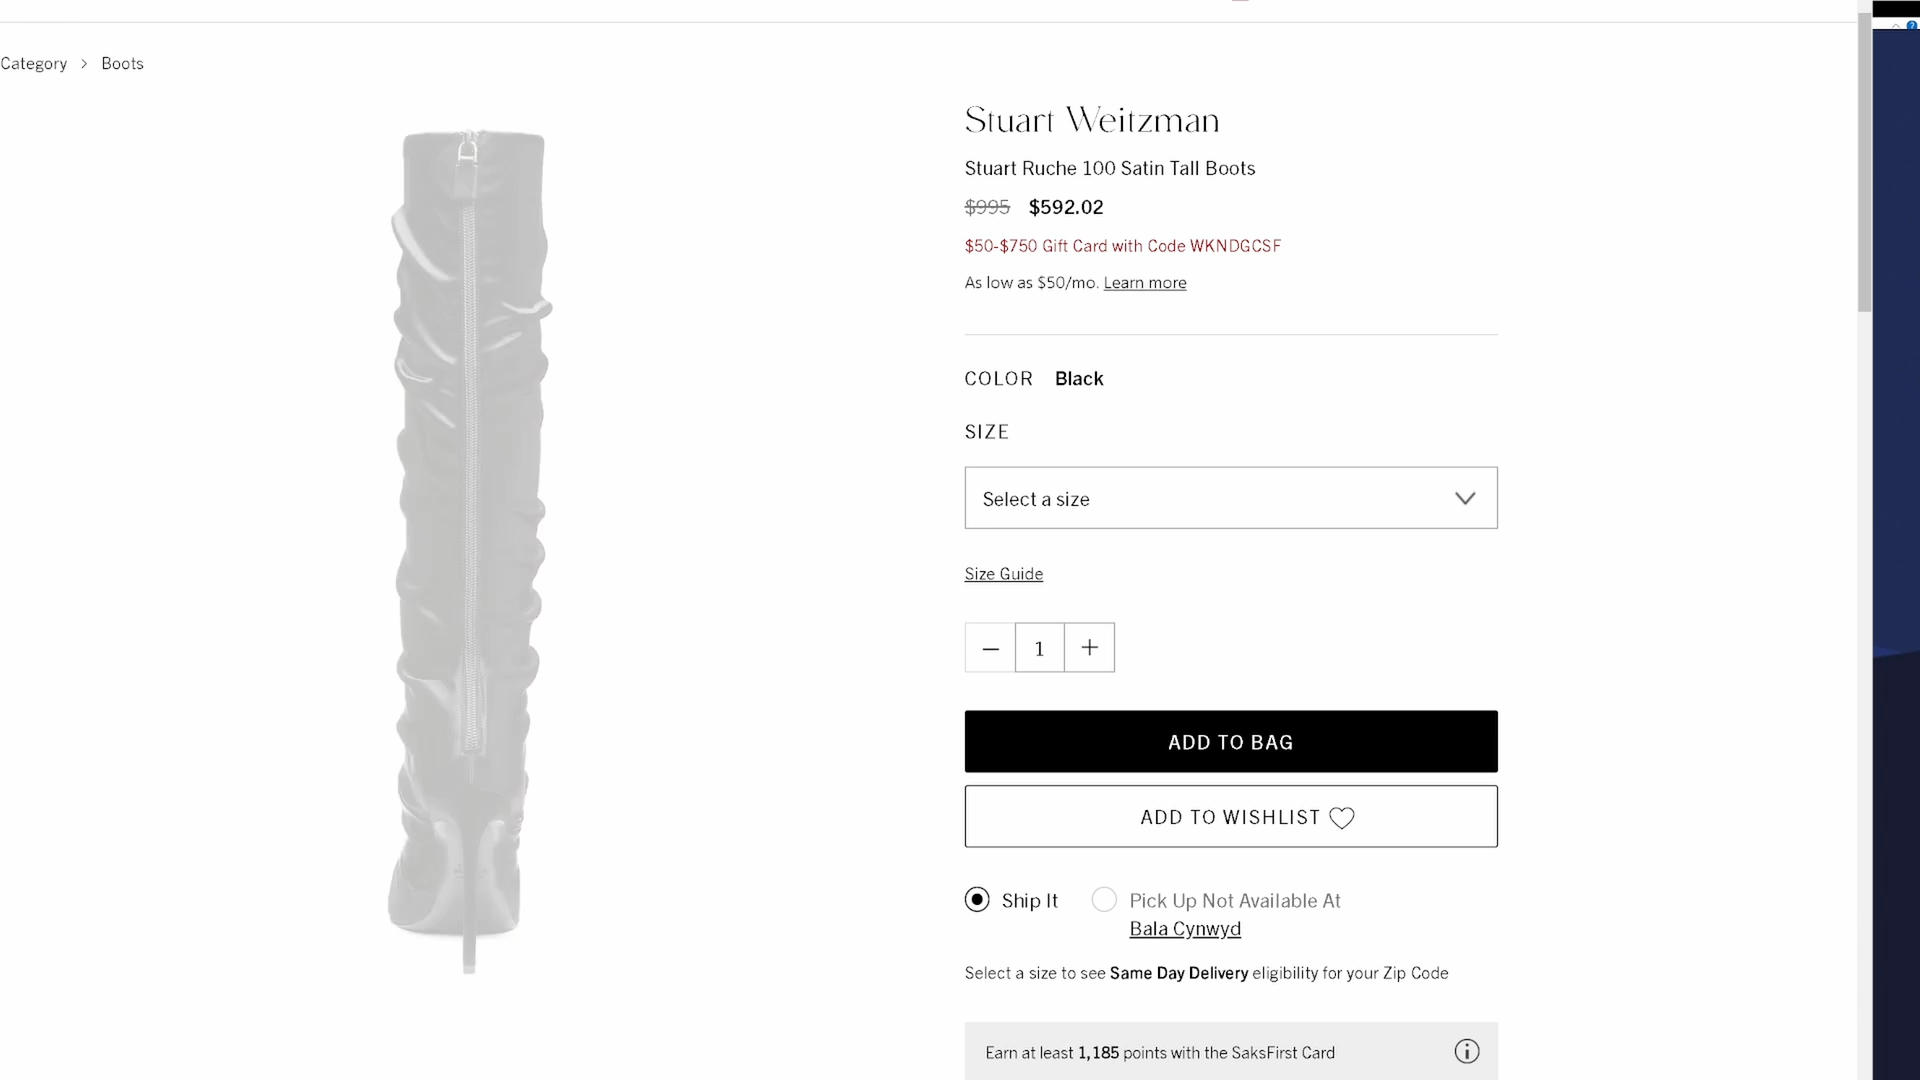 Category > Boots
Stuart Weitzman
Stuart Ruche 100 Satin Tall Boots
$995 $592.02
$50-$750 Gift Card with Code WKNDGCSF
As low as $50/mo. Learn more
COLOR Black
SIZE
Select a size
Size Guide
1
ADD TO BAG
ADD TO WISHLIST
Ship It
Pick Up Not Available At
Bala Cynwyd
Select a size to see Same Day Delivery eligibility for your Zip Code
Earn at least 1,185 points with the SaksFirst Card